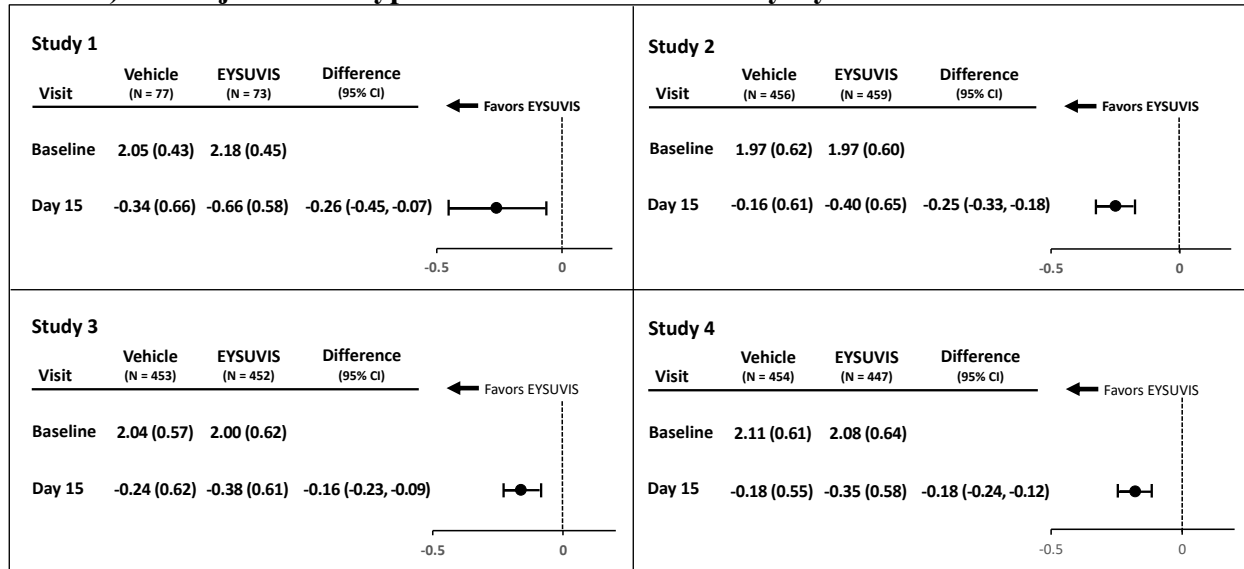 Study 1
Vehicle EYSUVIS Difference
Visit (N = 77) (N = 73) (95% CI)
Favors EYSUVIS
Baseline 2.05 (0.43) 2.18 (0.45)
Day 15 -0.34 (0.66) -0.66 (0.58) -0.26 (-0.45, -0.07)
-0.5 0
Study 2
Vehicle EYSUVIS Difference
Visit (N = 456) (N = 459) (95% CI)
Favors EYSUVIS
Baseline 1.97 (0.62) 1.97 (0.60)
Day 15 -0.16 (0.61) -0.40 (0.65) -0.25 (-0.33, -0.18)
-0.5 0
Study 3
Vehicle EYSUVIS Difference
Visit (N = 453) (N = 452) (95% CI)
Favors EYSUVIS
Baseline 2.04 (0.57) 2.00 (0.62)
Day 15 -0.24 (0.62) -0.38 (0.61) -0.16 (-0.23, -0.09)
-0.5 0
Study 4
Vehicle EYSUVIS Difference
Visit (N = 454) (N = 447) (95% CI)
Favors EYSUVIS
Baseline 2.11 (0.61) 2.08 (0.64)
Day 15 -0.18 (0.55) -0.35 (0.58) -0.18 (-0.24, -0.12)
-0.5 0